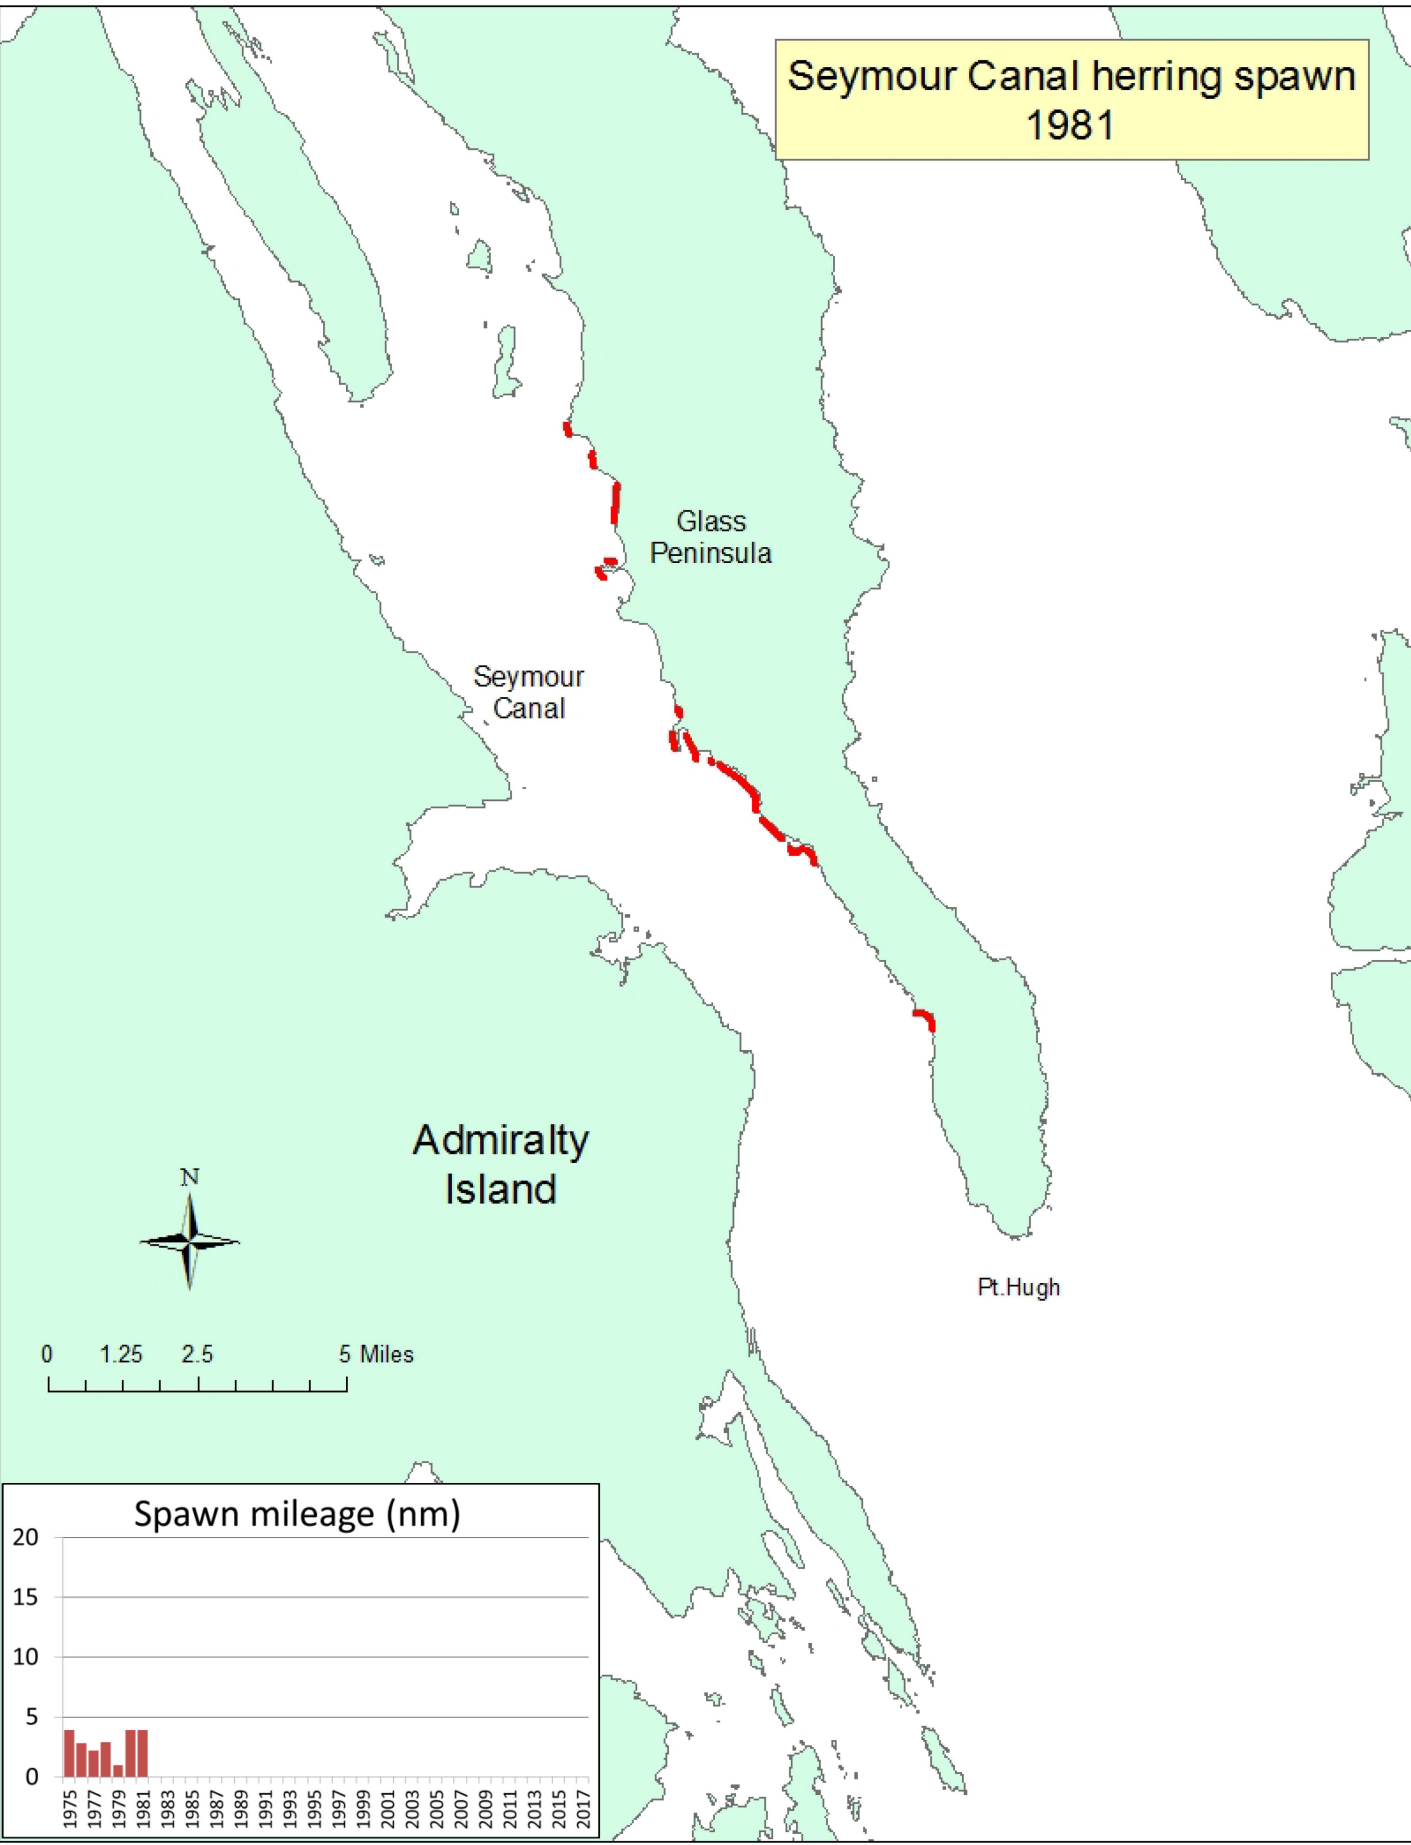 Seymour Canal herring spawn
1981
Glass
Peninsula
Seymour
Canal
Admiralty
Island
N
Pt.Hugh
0 1.25 2.5 5 Miles
Spawn mileage (nm)
20
15
10
5
0
1975 1977 1979 1981 1983 1985 1987 1989 1991 1993 1995 1997 1999 2001 2003 2005 2007 2009 2011 2013 2015 2017